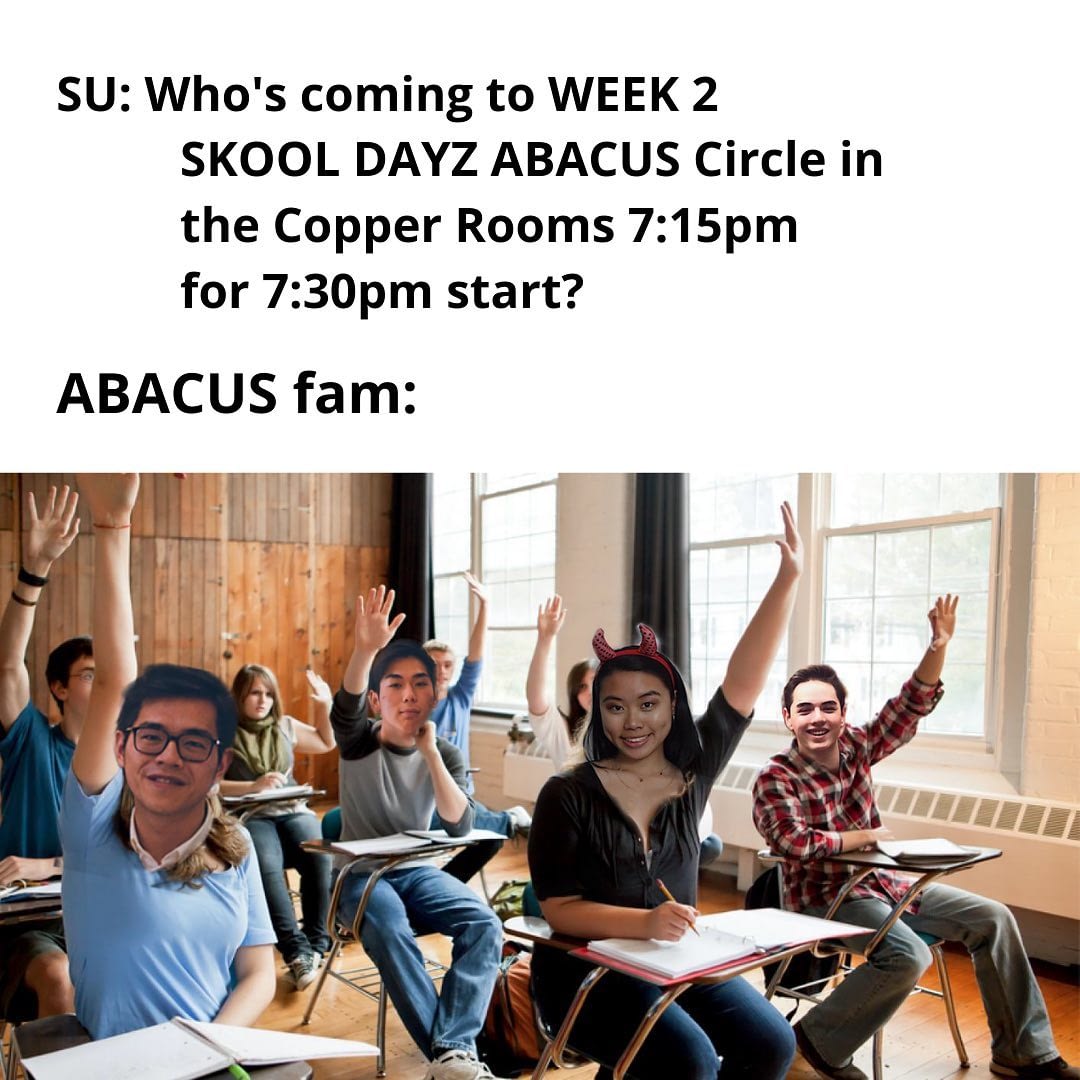 SU: Who's coming to WEEK 2
SKOOL DAYZ ABACUS Circle in
the Copper Rooms 7:15pm
for 7:30pm start?
ABACUS fam: